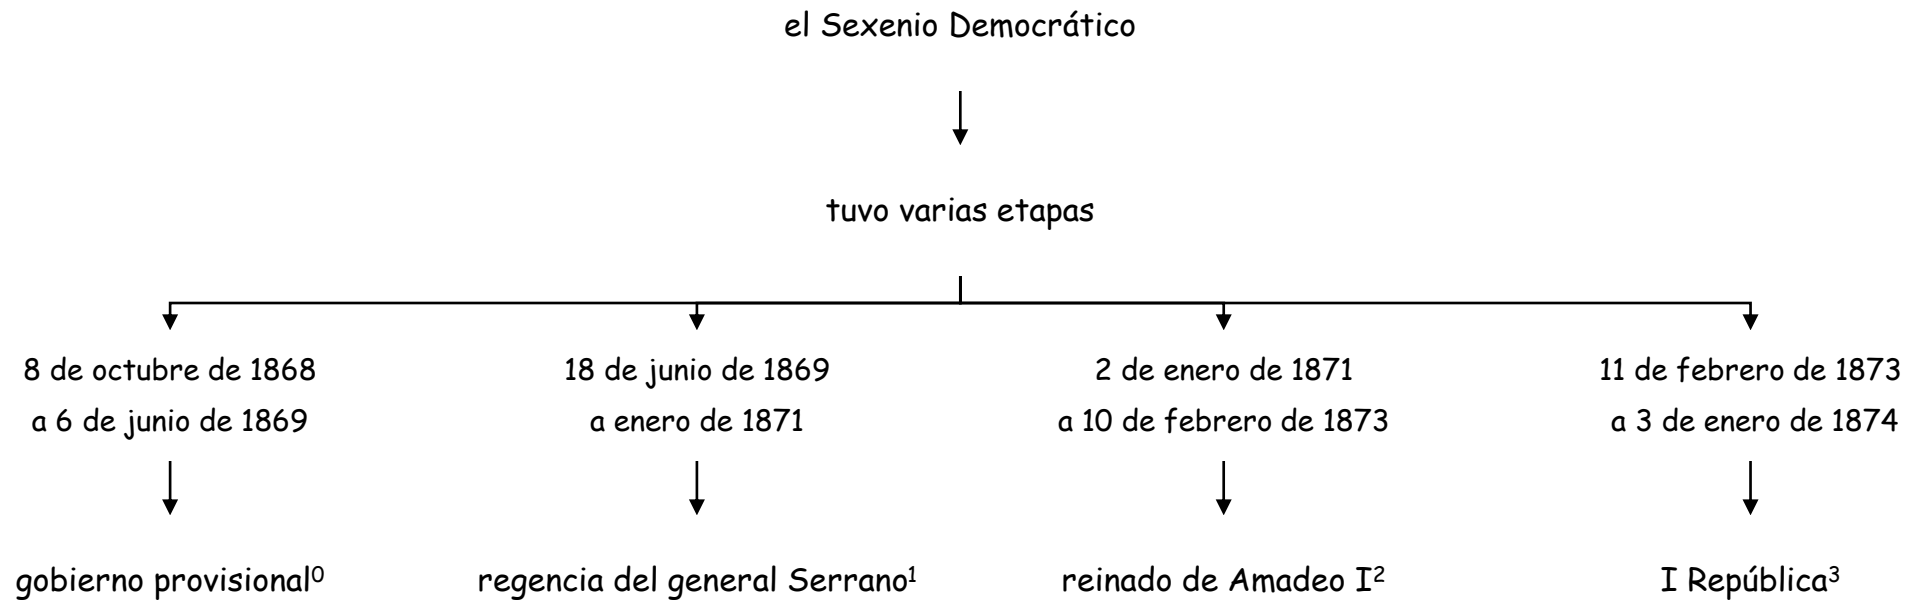 el Sexenio Democrático
tuvo varias etapas
8 de octubre de 1868
a 6 de junio de 1869
18 de junio de 1869
a enero de 1871
2 de enero de 1871
a 10 de febrero de 1873
11 de febrero de 1873
a 3 de enero de 1874
gobierno provisional⁰
regencia del general Serrano¹
reinado de Amadeo I²
I República³